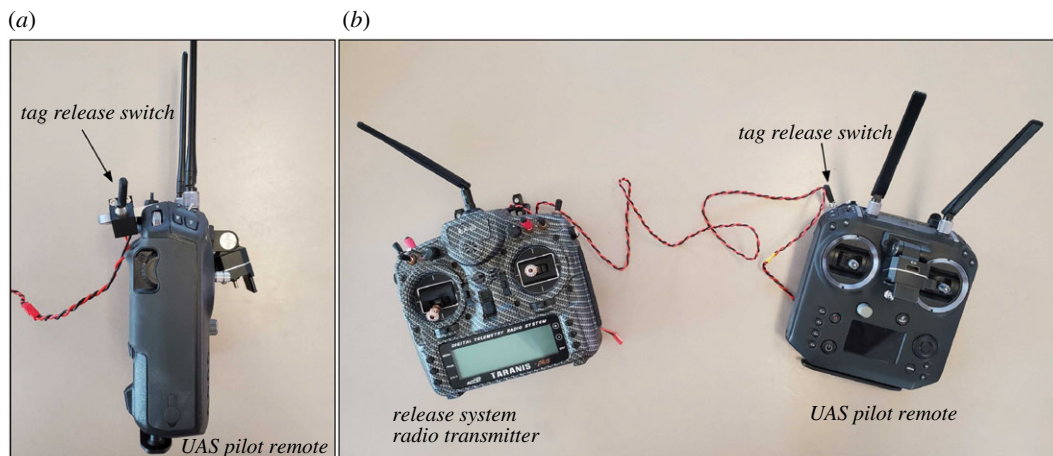 (a)
tag release switch
UAS pilot remote
(b)
tag release switch
DIGITAL TELEMETRY RADIO SYSTEM
TARANIS plus
release system
radio transmitter
UAS pilot remote